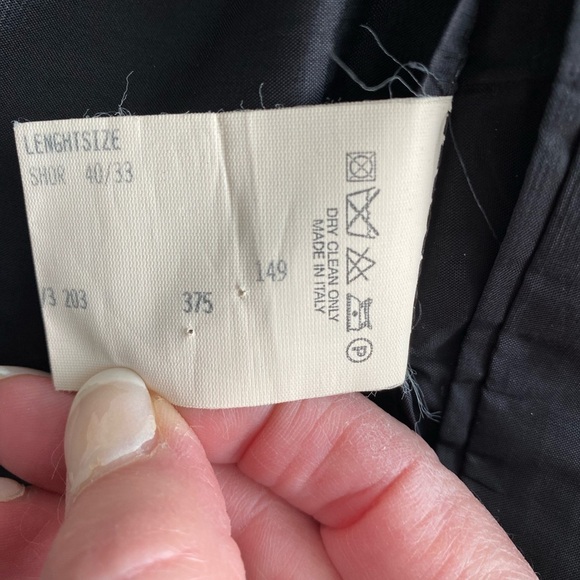 LENGHTSIZE
SHOR 40/33
149
/3 203
375
DRY CLEAN ONLY
MADE IN ITALY
P